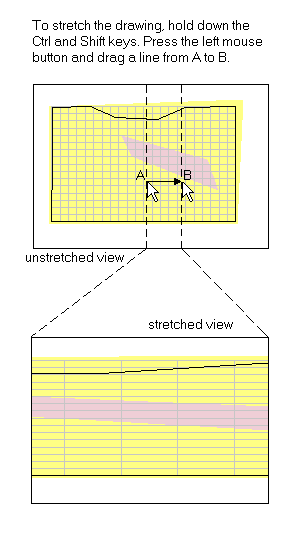 To stretch the drawing, hold down the
Ctrl and Shift keys. Press the left mouse
button and drag a line from A to B.
A B
unstretched view
stretched view